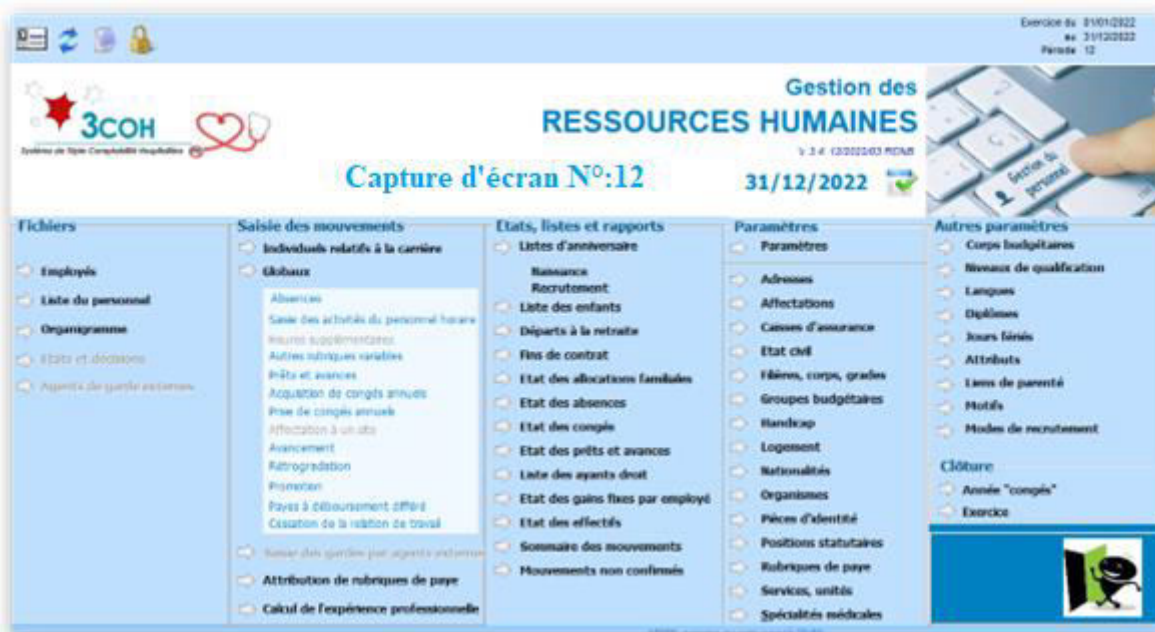 Exercice du 01/01/2022
au 31/12/2022
Période 12
3COH
Système de Triple Comptabilité Hospitalière
Gestion des
RESSOURCES HUMAINES
Capture d'écran N°:12
31/12/2022
Gestion du
personnel
Fichiers
Employés
Liste du personnel
Organigramme
Etats et décisions
Agents de garde externes
Saisie des mouvements
Individuels relatifs à la carrière
Globaux
Absences
Saisie des activités du personnel horaire
Heures supplémentaires
Autres rubriques variables
Prêts et avances
Acquisition de congés annuels
Prise de congés annuels
Affectation à un site
Avancement
Rétrogradation
Promotion
Payes à déboursement différé
Cessation de la relation de travail
Saisie des gardes par agents externes
Attribution de rubriques de paye
Calcul de l'expérience professionnelle
Etats, listes et rapports
Listes d'anniversaire
Naissance
Recrutement
Liste des enfants
Départs à la retraite
Fins de contrat
Etat des allocations familiales
Etat des absences
Etat des congés
Etat des prêts et avances
Liste des ayants droit
Etat des gains fixes par employé
Etat des effectifs
Sommaire des mouvements
Mouvements non confirmés
Paramètres
Paramètres
Adresses
Affectations
Caisses d'assurance
Etat civil
Filières, corps, grades
Groupes budgétaires
Handicap
Logement
Nationalités
Organismes
Pièces d'identité
Positions statutaires
Rubriques de paye
Services, unités
Spécialités médicales
Autres paramètres
Corps budgétaires
Niveaux de qualification
Langues
Diplômes
Jours fériés
Attributs
Liens de parenté
Motifs
Modes de recrutement
Clôture
Année "congés"
Exercice